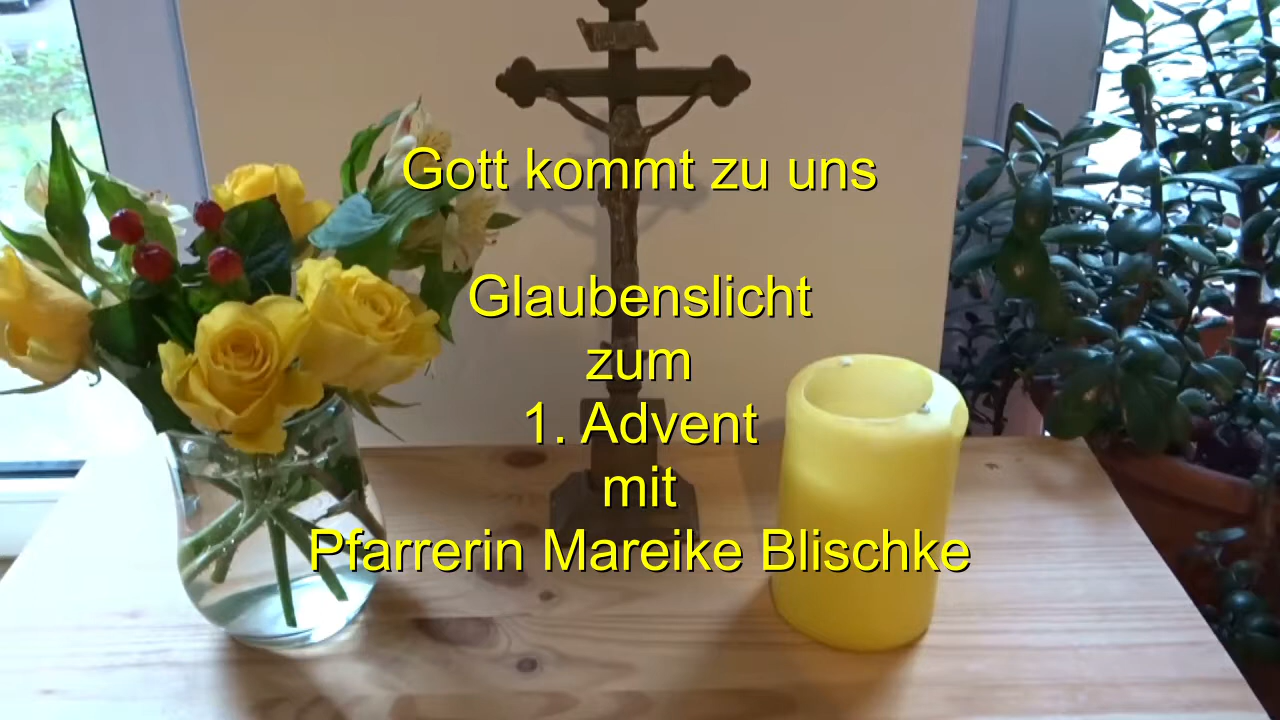 Gott kommt zu uns
Glaubenslicht
zum
1. Advent
mit
Pfarrerin Mareike Blischke